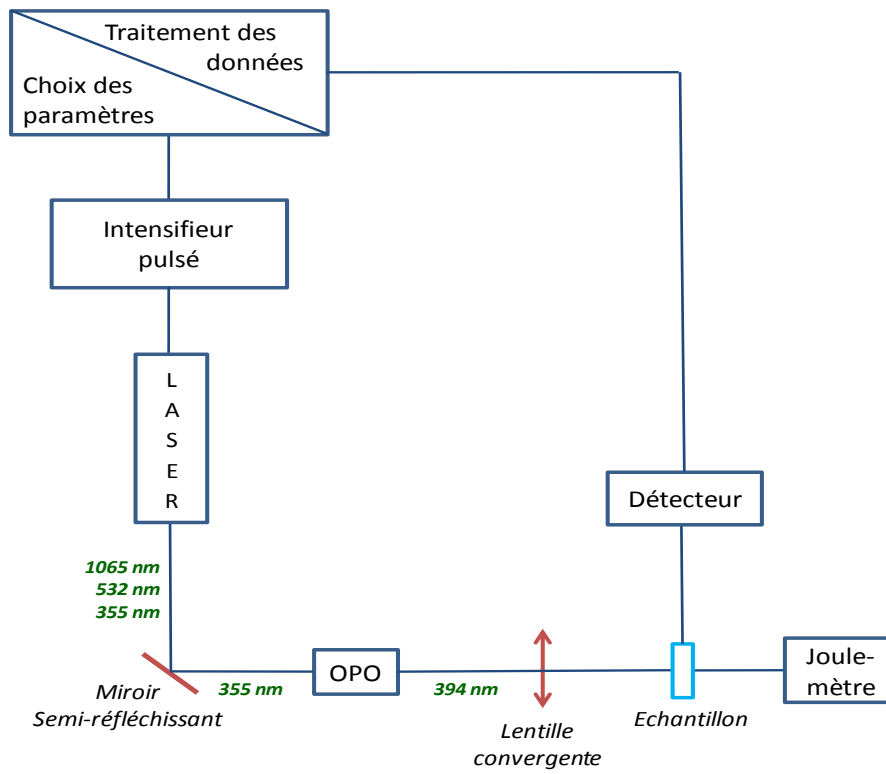 Traitement des
données
Choix des
paramètres
Intensifieur
pulsé
L
A
S
E
R
Détecteur
1065 nm
532 nm
355 nm
OPO
Joule-
mètre
355 nm
394 nm
Miroir
Semi-réfléchissant
Lentille
convergente
Echantillon